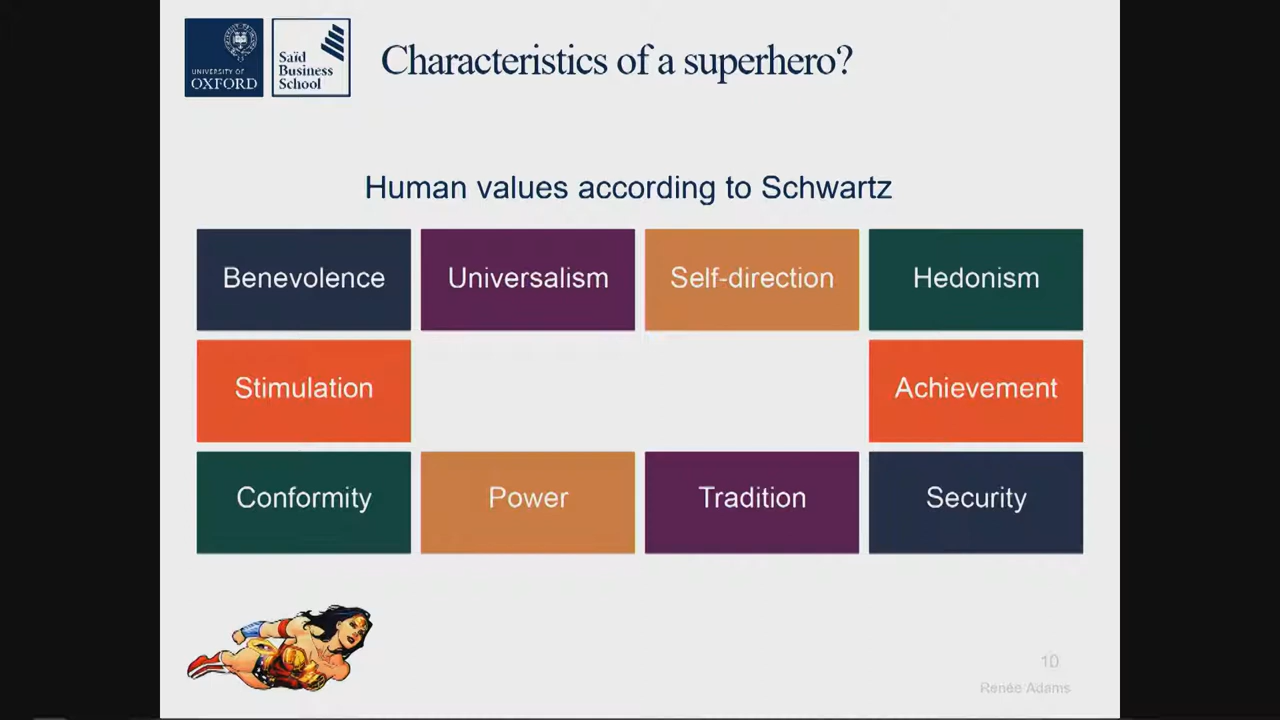 UNIVERSITY OF
OXFORD
Saïd
Business
School
Characteristics of a superhero?
Human values according to Schwartz
Benevolence
Universalism
Self-direction
Hedonism
Stimulation
Achievement
Conformity
Power
Tradition
Security
10
Renée Adams